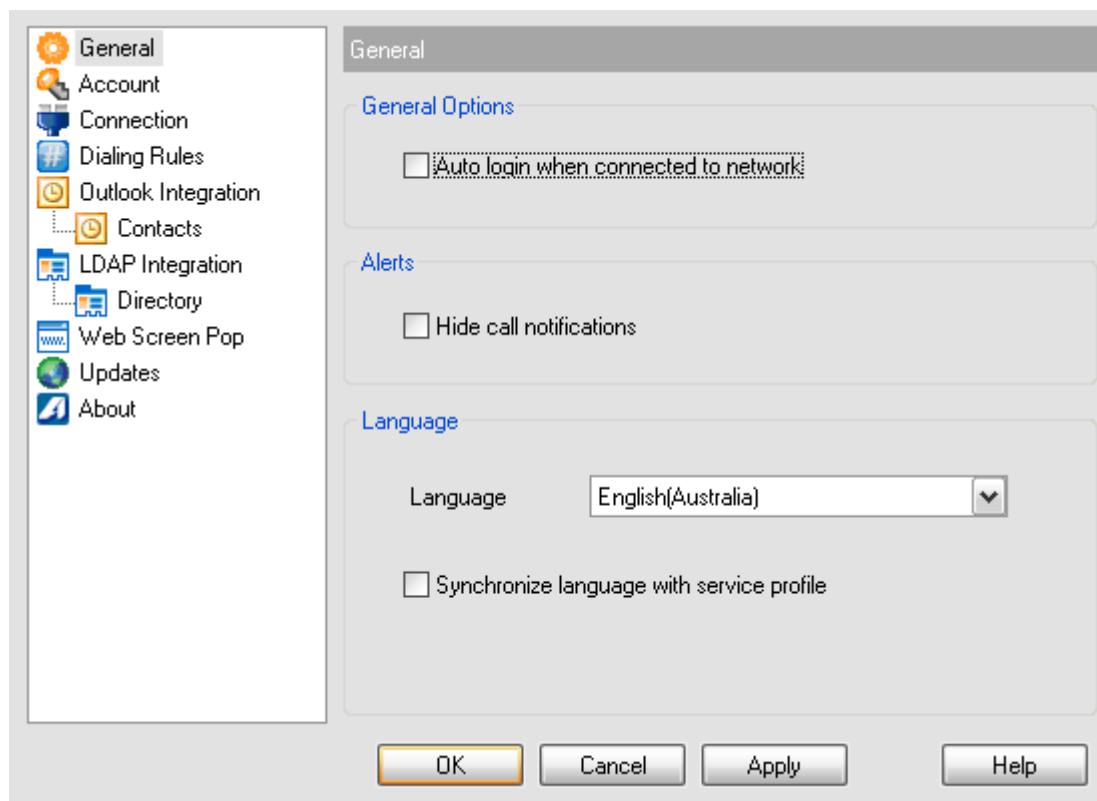 General
Account
Connection
Dialing Rules
Outlook Integration
Contacts
LDAP Integration
Directory
www.
Web Screen Pop
Updates
About
General
General Options
Auto login when connected to network
Alerts
Hide call notifications
Language
Language English(Australia)
Synchronize language with service profile
OK Cancel Apply Help